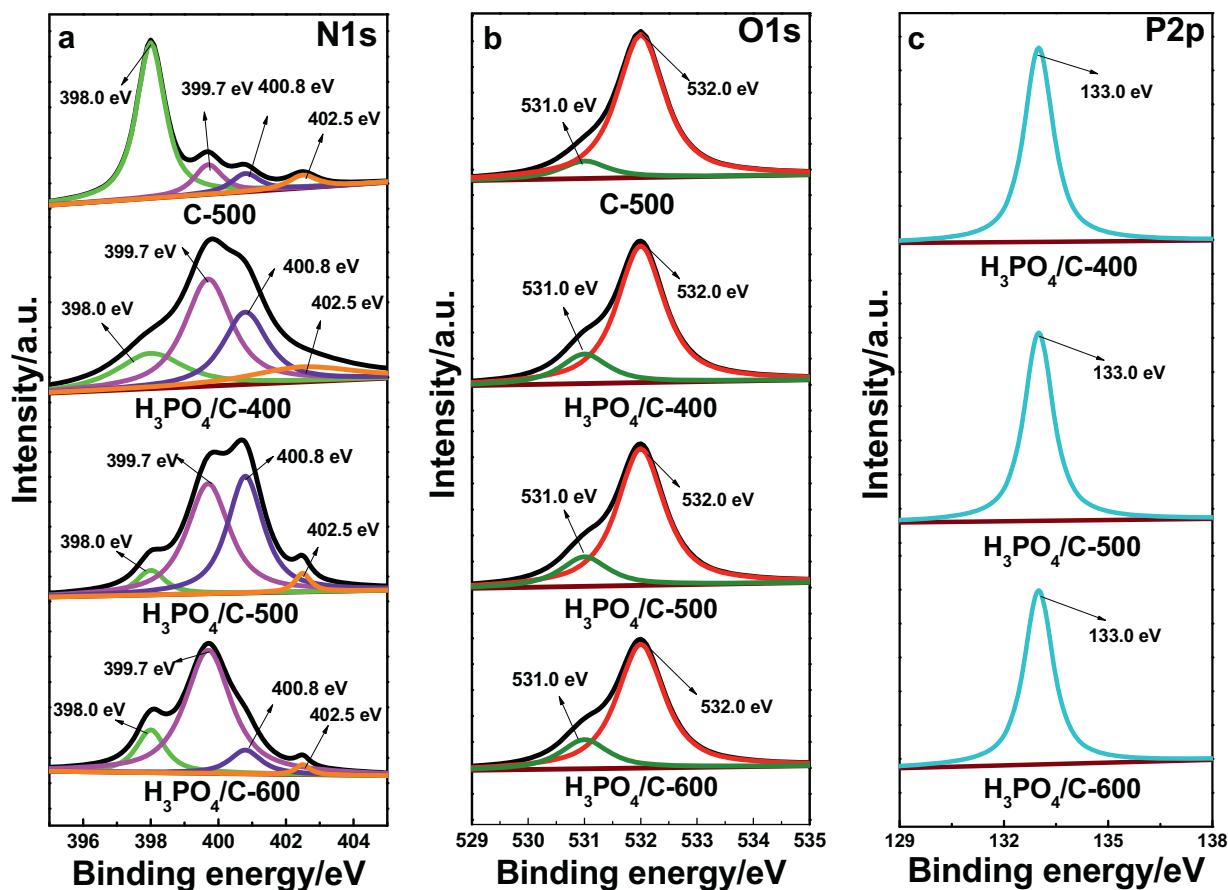 a
N1s
398.0 eV
399.7 eV
400.8 eV
402.5 eV
C-500
399.7 eV
400.8 eV
398.0 eV
402.5 eV
H3PO4/C-400
399.7 eV
400.8 eV
398.0 eV
402.5 eV
H3PO4/C-500
399.7 eV
400.8 eV
398.0 eV
402.5 eV
H3PO4/C-600
396 398 400 402 404
Binding energy/eV
Intensity/a.u.
b
O1s
531.0 eV
532.0 eV
C-500
531.0 eV
532.0 eV
H3PO4/C-400
531.0 eV
532.0 eV
H3PO4/C-500
531.0 eV
532.0 eV
H3PO4/C-600
529 530 531 532 533 534 535
Binding energy/eV
Intensity/a.u.
c
P2p
133.0 eV
H3PO4/C-400
133.0 eV
H3PO4/C-500
133.0 eV
H3PO4/C-600
129 132 135 138
Binding energy/eV
Intensity/a.u.